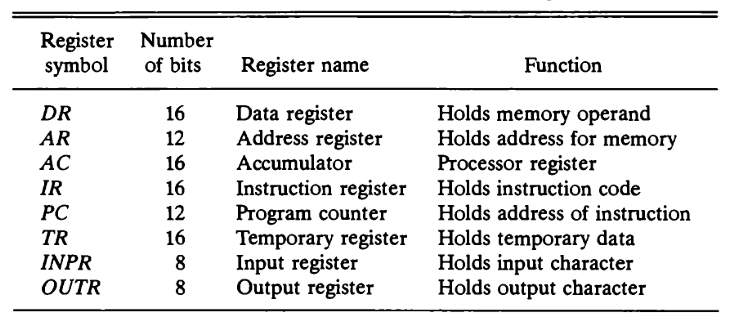 Register Number
symbol of bits Register name Function
DR 16 Data register Holds memory operand
AR 12 Address register Holds address for memory
AC 16 Accumulator Processor register
IR 16 Instruction register Holds instruction code
PC 12 Program counter Holds address of instruction
TR 16 Temporary register Holds temporary data
INPR 8 Input register Holds input character
OUTR 8 Output register Holds output character